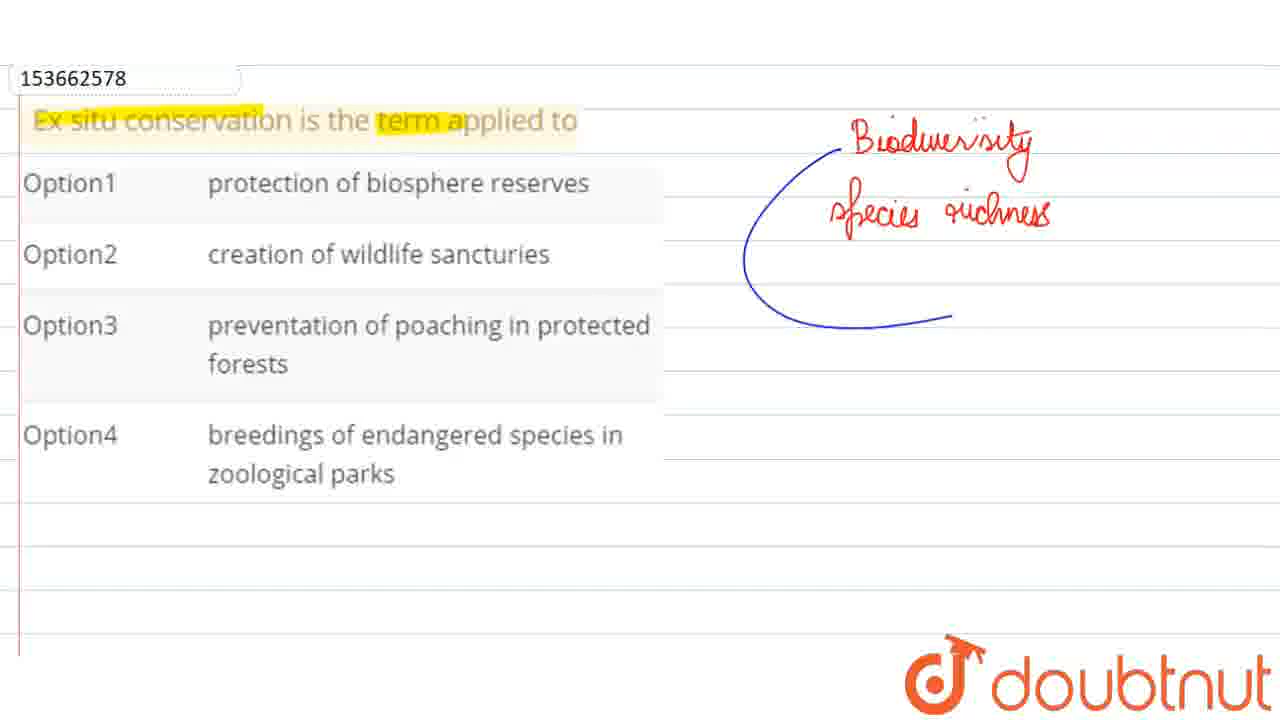 153662578
Ex situ conservation is the term applied to
Option1 protection of biosphere reserves
Option2 creation of wildlife sancturies
Option3 preventation of poaching in protected
forests
Option4 breedings of endangered species in
zoological parks
Biodiversity
species richness
doubtnut